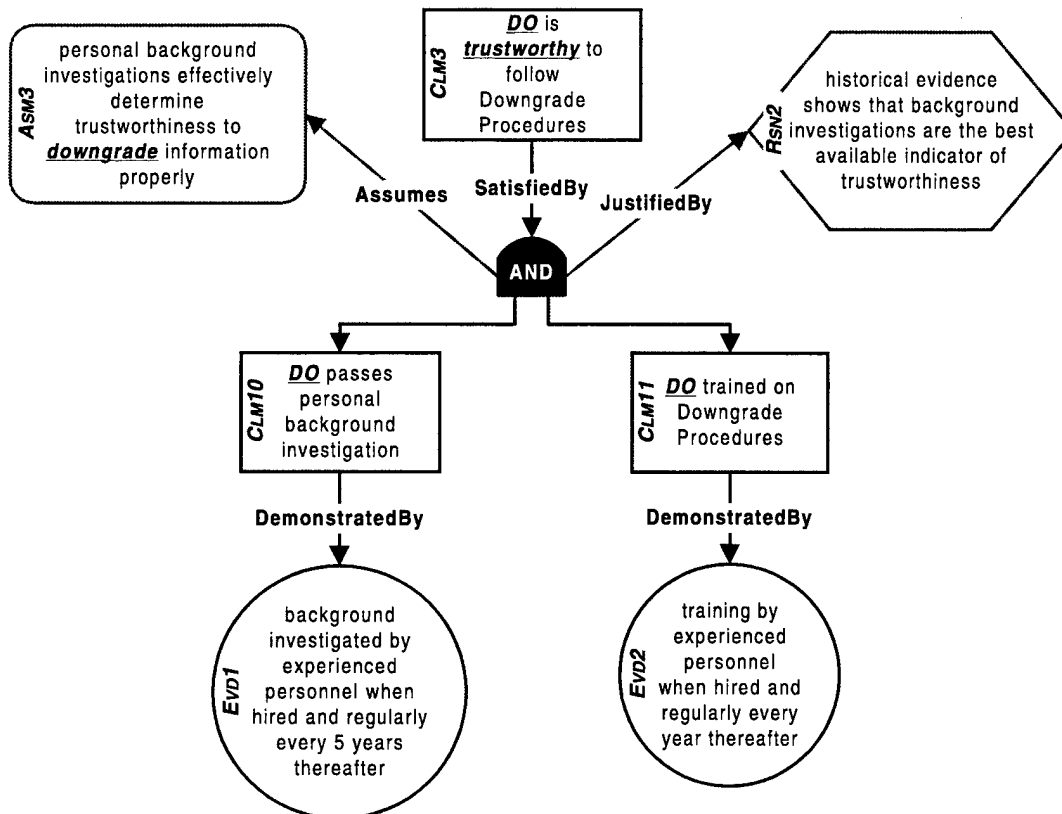 ASM3
personal background
investigations effectively
determine
trustworthiness to
downgrade information
properly
CLM3
DO is
trustworthy to
follow
Downgrade
Procedures
RSN2
historical evidence
shows that background
investigations are the best
available indicator of
trustworthiness
Assumes
SatisfiedBy
JustifiedBy
AND
CLM10
DO passes
personal
background
investigation
CLM11
DO trained on
Downgrade
Procedures
DemonstratedBy
DemonstratedBy
EVD1
background
investigated by
experienced
personnel when
hired and regularly
every 5 years
thereafter
EVD2
training by
experienced
personnel
when hired and
regularly every
year thereafter